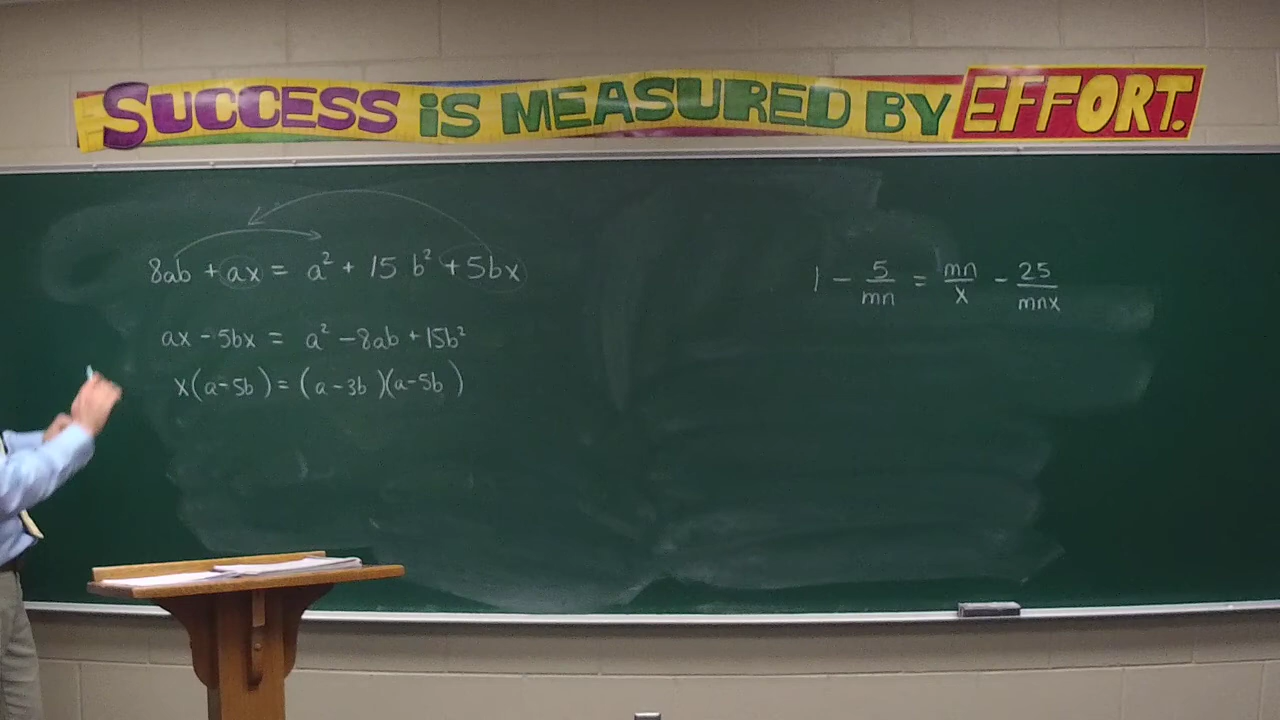 SUCCESS iS MEASURED BY EFFORT.
8ab + ax = a² + 15 b² + 5bx
ax - 5bx = a² - 8ab + 15b²
x(a-5b) = (a-3b)(a-5b)
1 - 5/mn = mn/x - 25/mnx